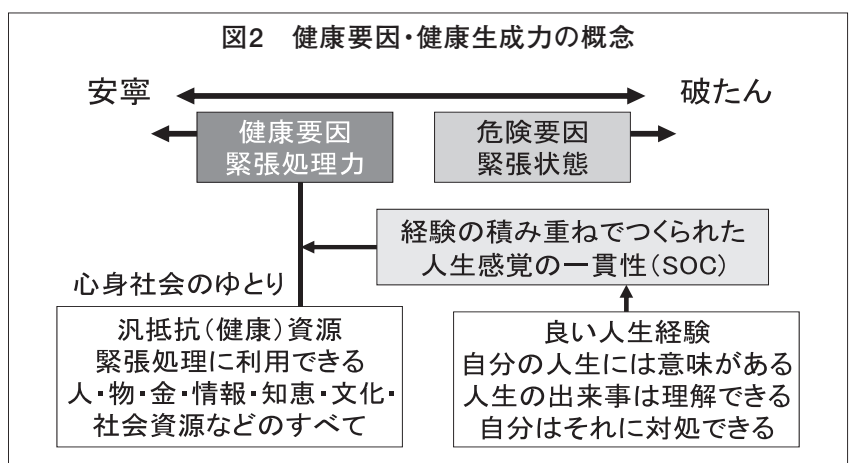 図2　健康要因・健康生成力の概念
安寧
破たん
健康要因
緊張処理力
危険要因
緊張状態
経験の積み重ねでつくられた
人生感覚の一貫性（SOC）
心身社会のゆとり
汎抵抗（健康）資源
緊張処理に利用できる
人・物・金・情報・知恵・文化・
社会資源などのすべて
良い人生経験
自分の人生には意味がある
人生の出来事は理解できる
自分はそれに対処できる